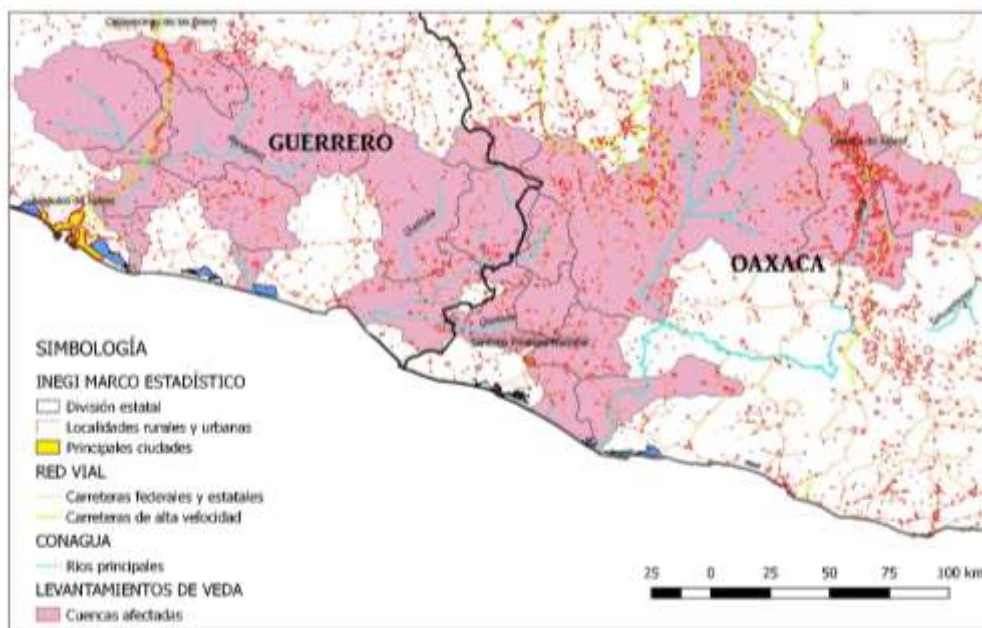 GUERRERO
OAXACA
SIMBOLOGÍA
INEGI MARCO ESTADÍSTICO
División estatal
Localidades rurales y urbanas
Principales ciudades
RED VIAL
Carreteras federales y estatales
Carreteras de alta velocidad
CONAGUA
Ríos principales
LEVANTAMIENTOS DE VEDA
Cuencas afectadas
25 0 25 50 75 100 km